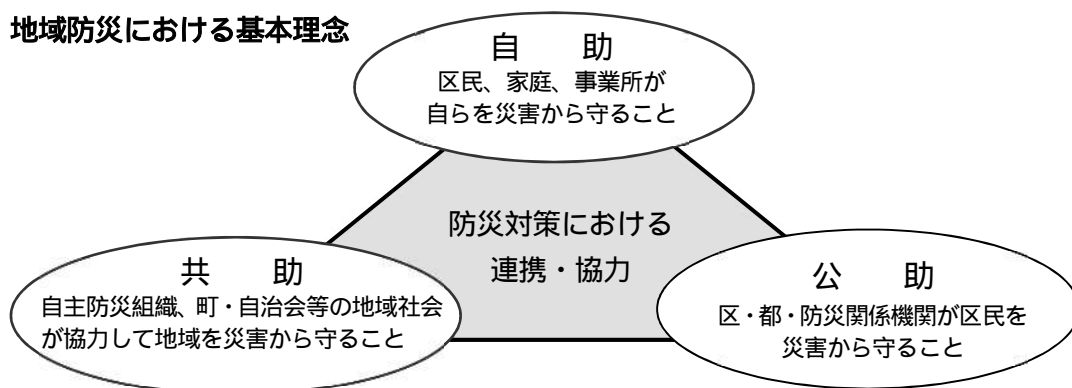 地域防災における基本理念
自　　助
区民、家庭、事業所が
自らを災害から守ること
防災対策における
連携・協力
共　　助
自主防災組織、町・自治会等の地域社会
が協力して地域を災害から守ること
公　　助
区・都・防災関係機関が区民を
災害から守ること